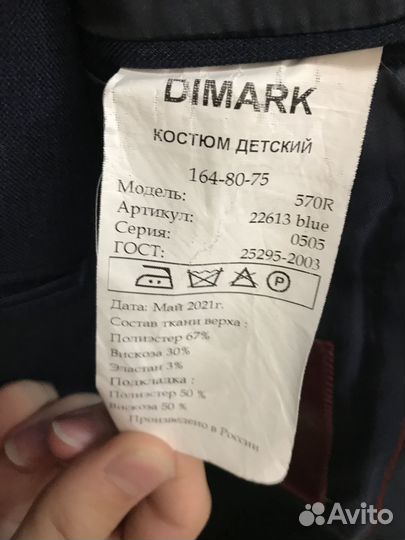 DIMARK
КОСТЮМ ДЕТСКИЙ
164-80-75
Модель: 570R
Артикул: 22613 blue
Серия: 0505
ГОСТ: 25295-2003
P
Дата: Май 2021г.
Состав ткани верха :
Полиэстер 67%
Вискоза 30%
Эластан 3%
Подкладка :
Полиэстер 50 %
Вискоза 50 %
Произведено в России
Avito